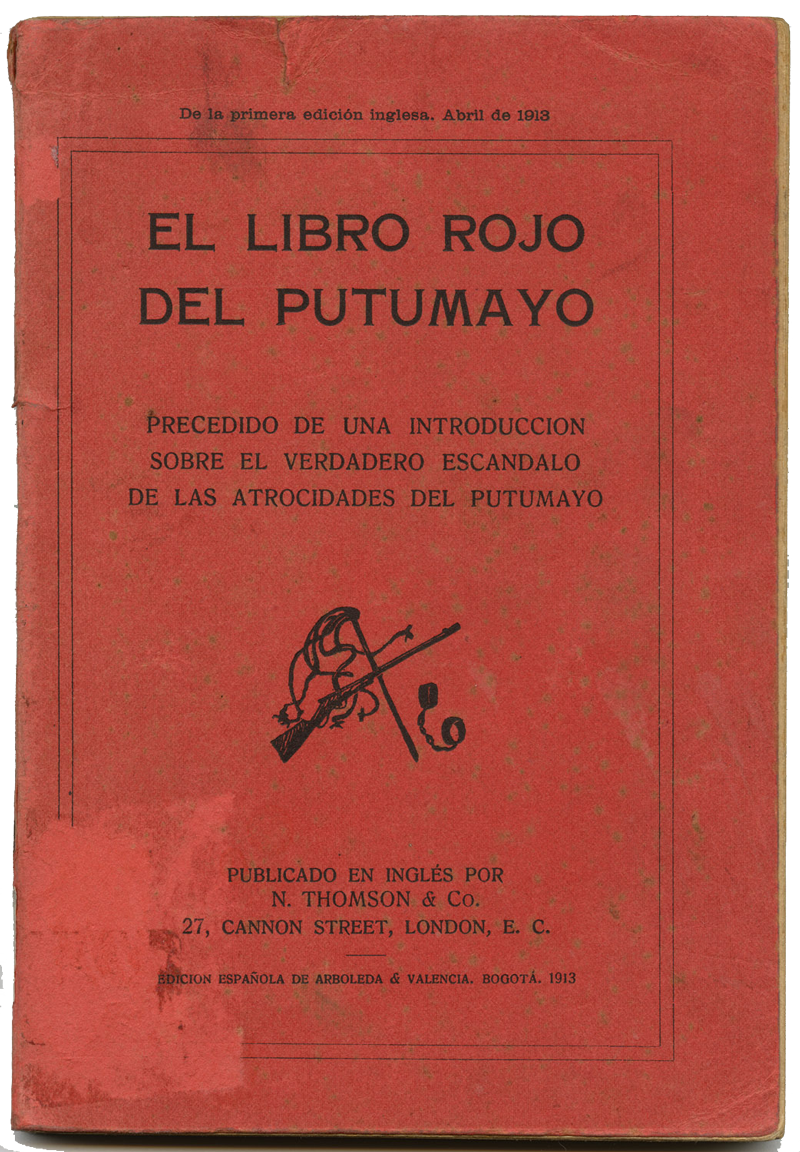 De la primera edición inglesa. Abril de 1913
EL LIBRO ROJO
DEL PUTUMAYO
PRECEDIDO DE UNA INTRODUCCION
SOBRE EL VERDADERO ESCANDALO
DE LAS ATROCIDADES DEL PUTUMAYO
PUBLICADO EN INGLÉS POR
N. THOMSON & Co.
27, CANNON STREET, LONDON, E. C.
EDICION ESPAÑOLA DE ARBOLEDA & VALENCIA. BOGOTÁ. 1913